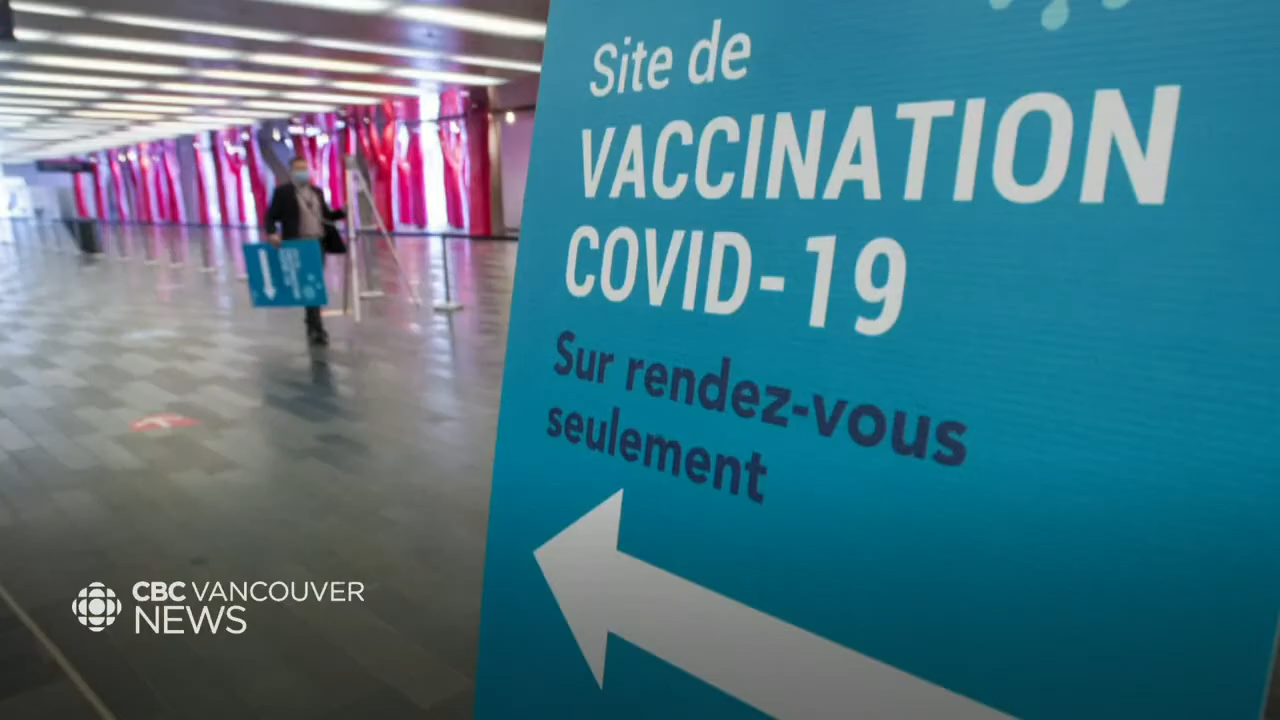 Site de
VACCINATION
COVID-19
Sur rendez-vous
seulement
CBC VANCOUVER
NEWS